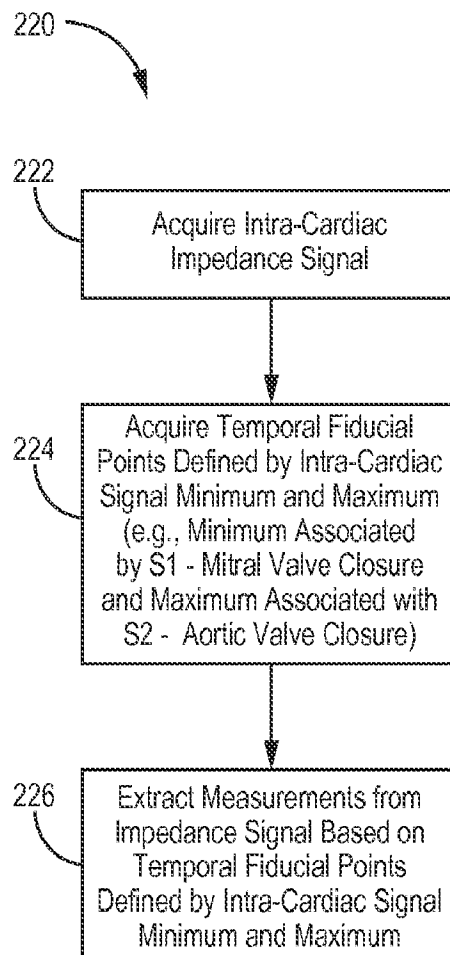 220
222
Acquire Intra-Cardiac
Impedance Signal
224
Acquire Temporal Fiducial
Points Defined by Intra-Cardiac
Signal Minimum and Maximum
(e.g., Minimum Associated
by S1 - Mitral Valve Closure
and Maximum Associated with
S2 - Aortic Valve Closure)
226
Extract Measurements from
Impedance Signal Based on
Temporal Fiducial Points
Defined by Intra-Cardiac Signal
Minimum and Maximum